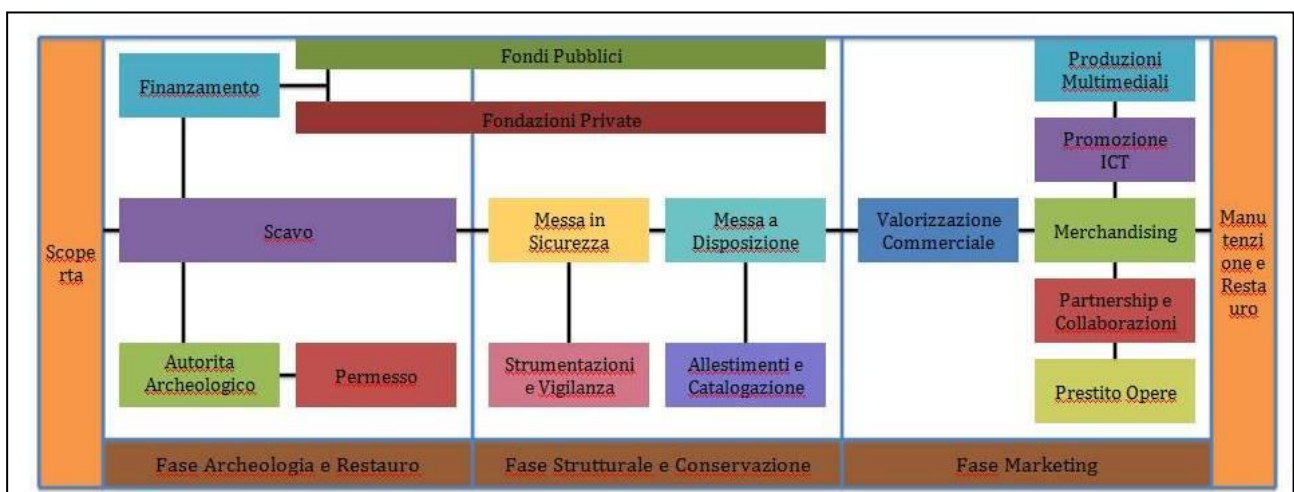 Scope
rta
Finanzamento
Fondi Pubblici
Fondazioni Private
Scavo
Autorita
Archeologico
Permesso
Fase Archeologia e Restauro
Messa in
Sicurezza
Messa a
Disposizione
Strumentazioni
e Vigilanza
Allestimenti e
Catalogazione
Fase Strutturale e Conservazione
Valorizzazione
Commerciale
Produzioni
Multimediali
Promozione
ICT
Merchandising
Partnership e
Collaborazioni
Prestito Opere
Fase Marketing
Manu
tenzi
one e
Resta
uro